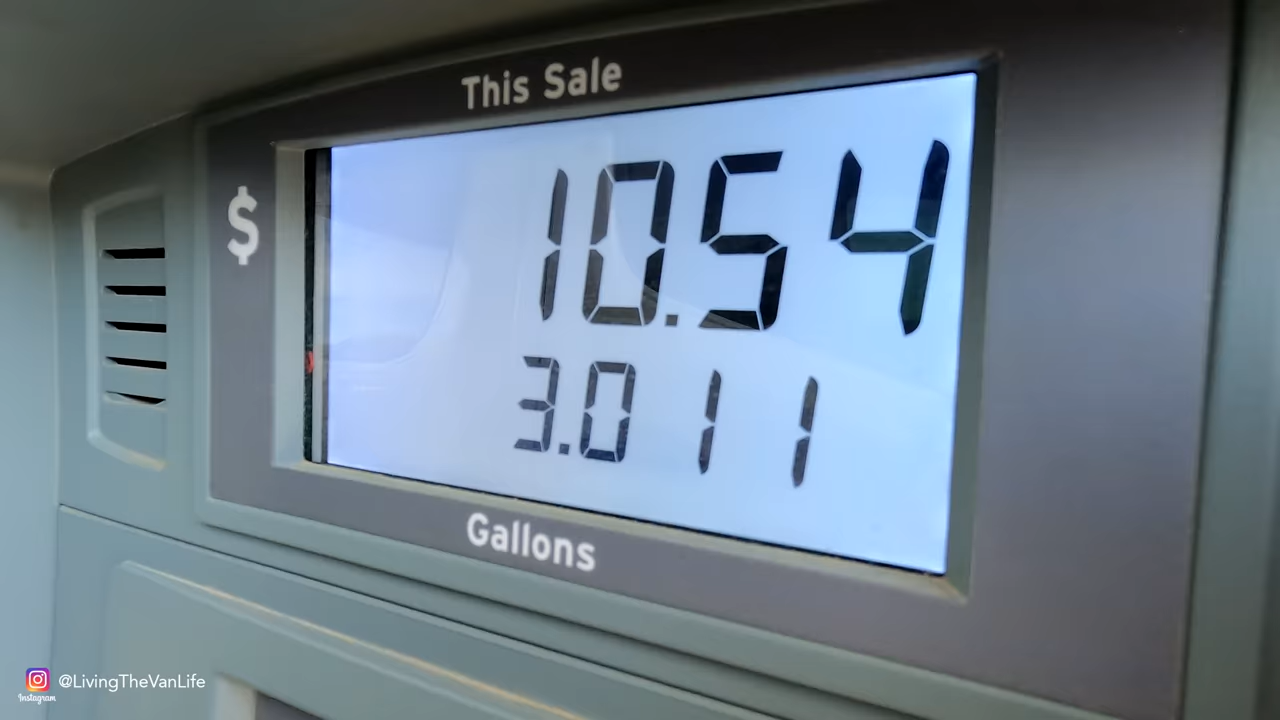 This Sale
$
10.54
3.011
Gallons
@LivingTheVanLife
Instagram